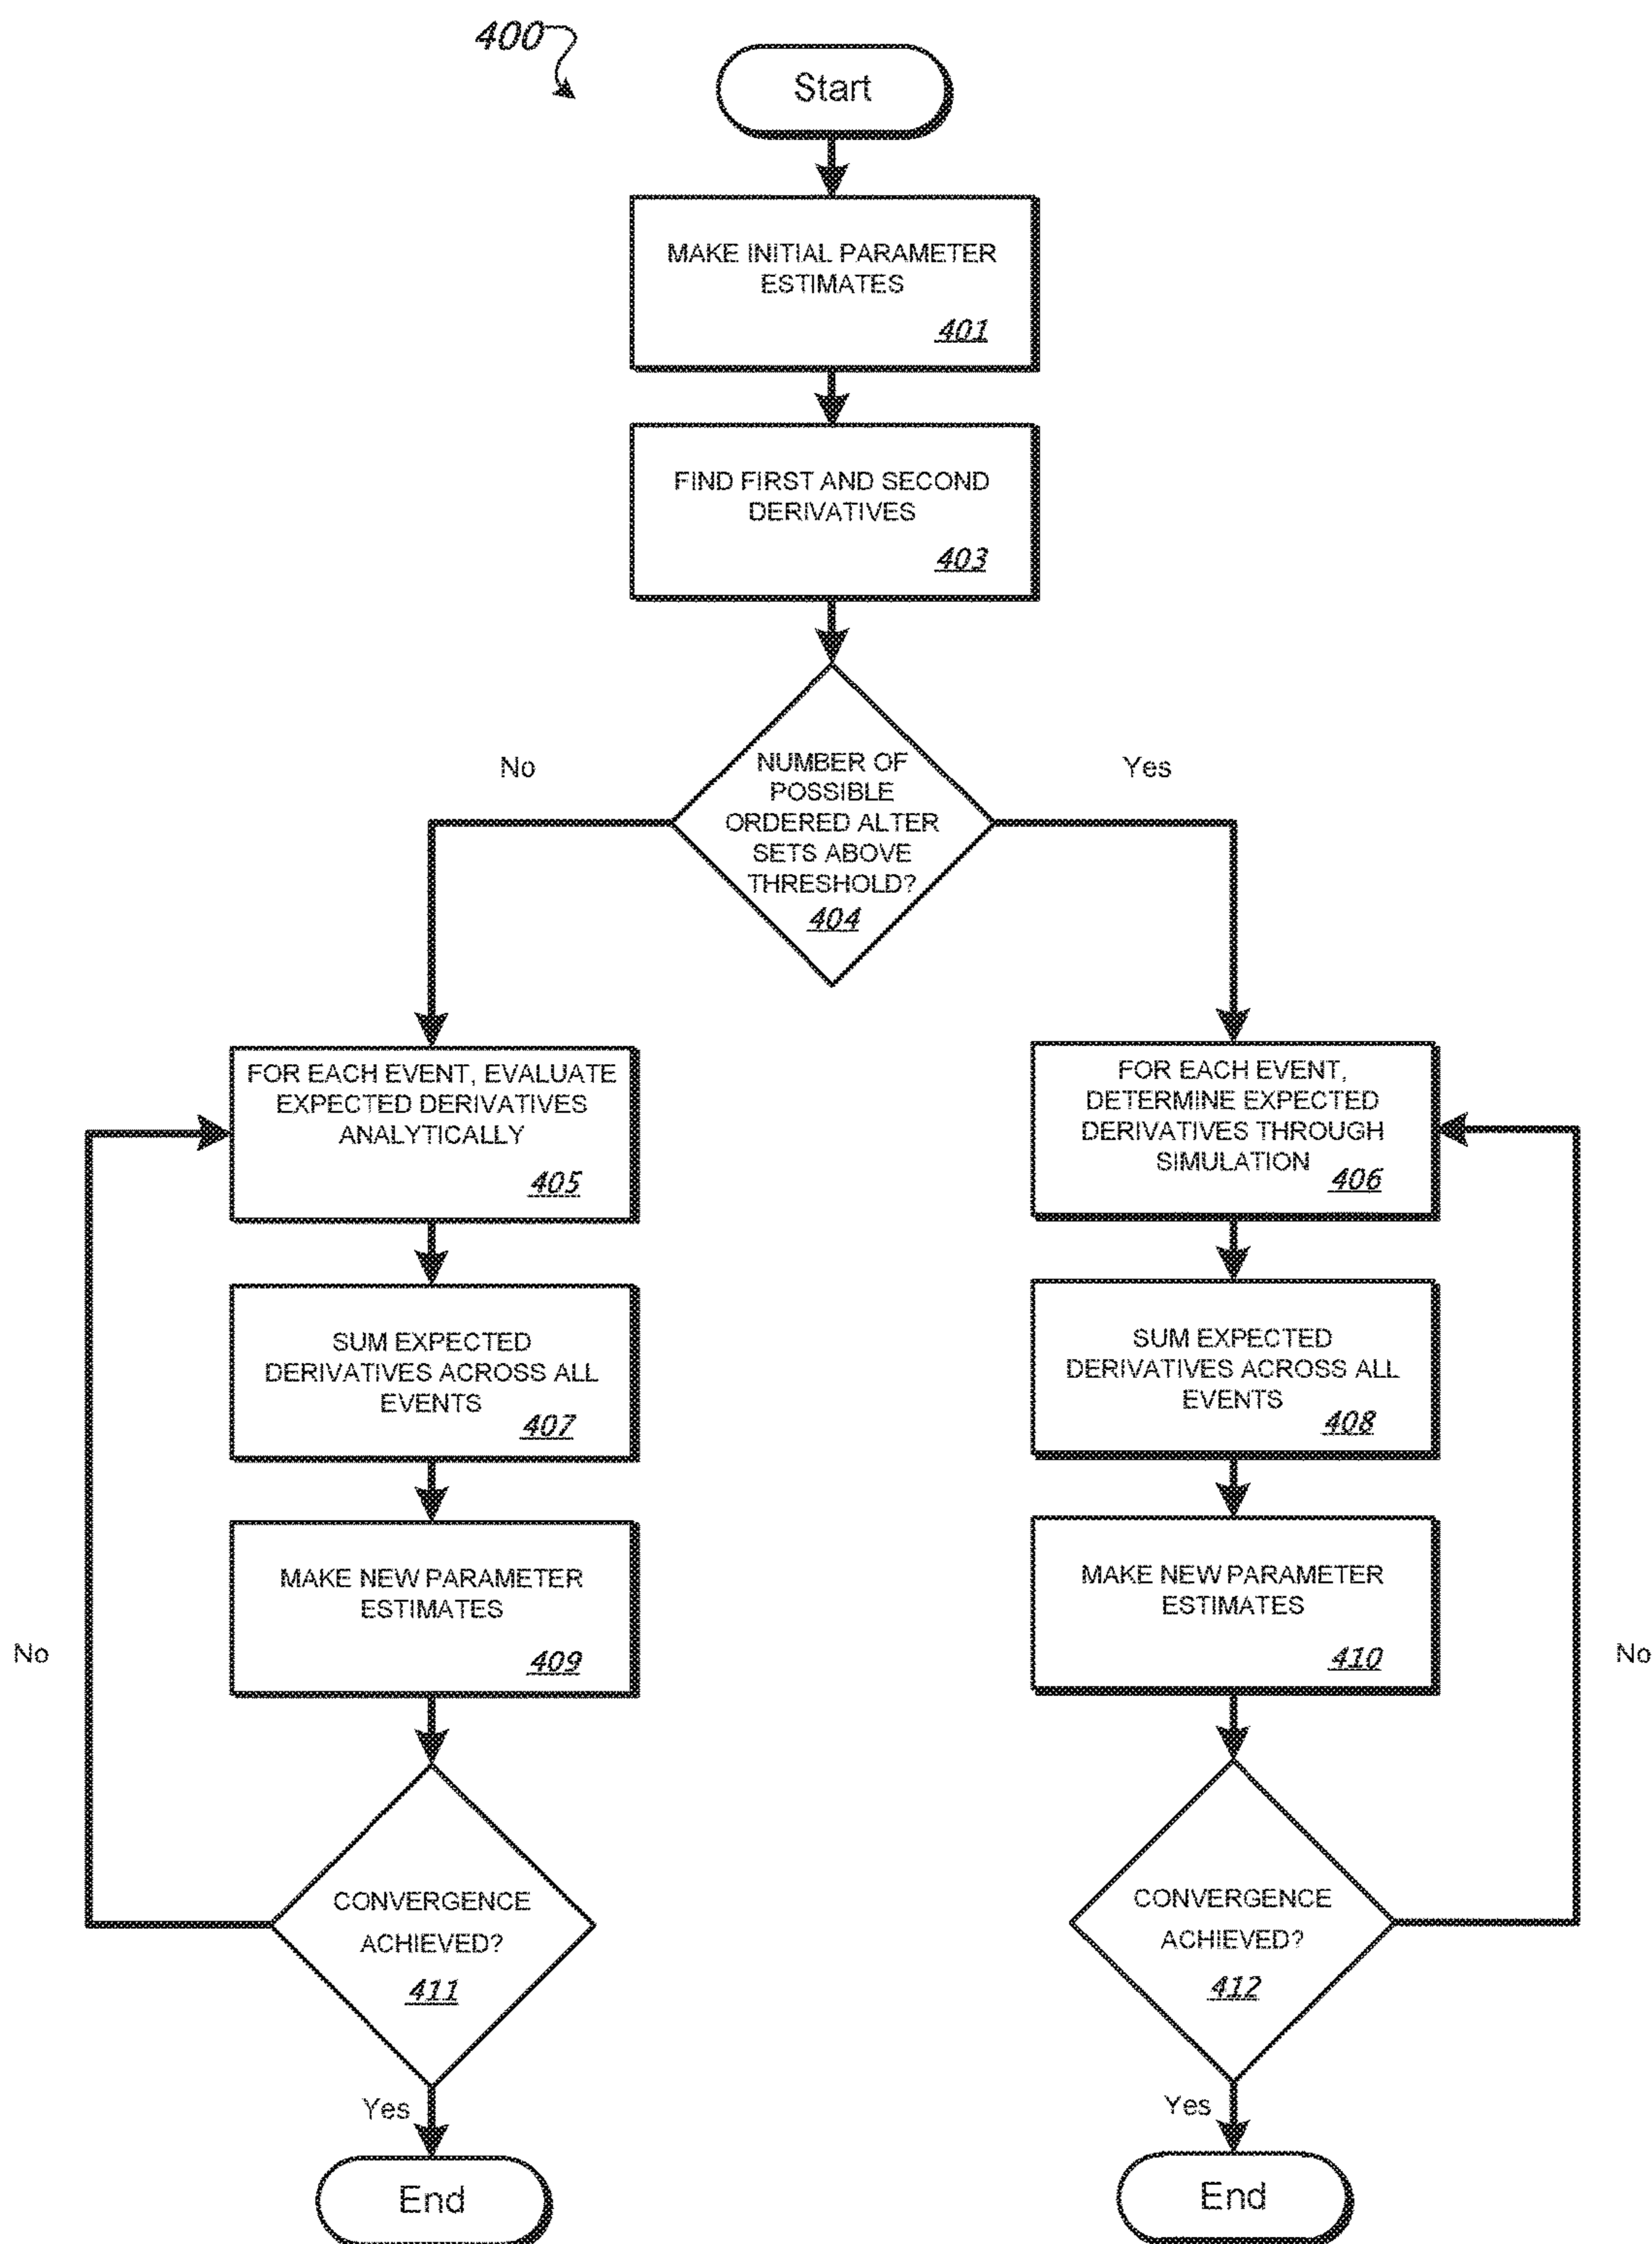 400
Start
MAKE INITIAL PARAMETER
ESTIMATES
401
FIND FIRST AND SECOND
DERIVATIVES
403
No
Yes
NUMBER OF
POSSIBLE
ORDERED ALTER
SETS ABOVE
THRESHOLD?
404
FOR EACH EVENT, EVALUATE
EXPECTED DERIVATIVES
ANALYTICALLY
405
SUM EXPECTED
DERIVATIVES ACROSS ALL
EVENTS
407
MAKE NEW PARAMETER
ESTIMATES
409
No
CONVERGENCE
ACHIEVED?
411
Yes
End
FOR EACH EVENT,
DETERMINE EXPECTED
DERIVATIVES THROUGH
SIMULATION
406
SUM EXPECTED
DERIVATIVES ACROSS ALL
EVENTS
408
MAKE NEW PARAMETER
ESTIMATES
410
No
CONVERGENCE
ACHIEVED?
412
Yes
End